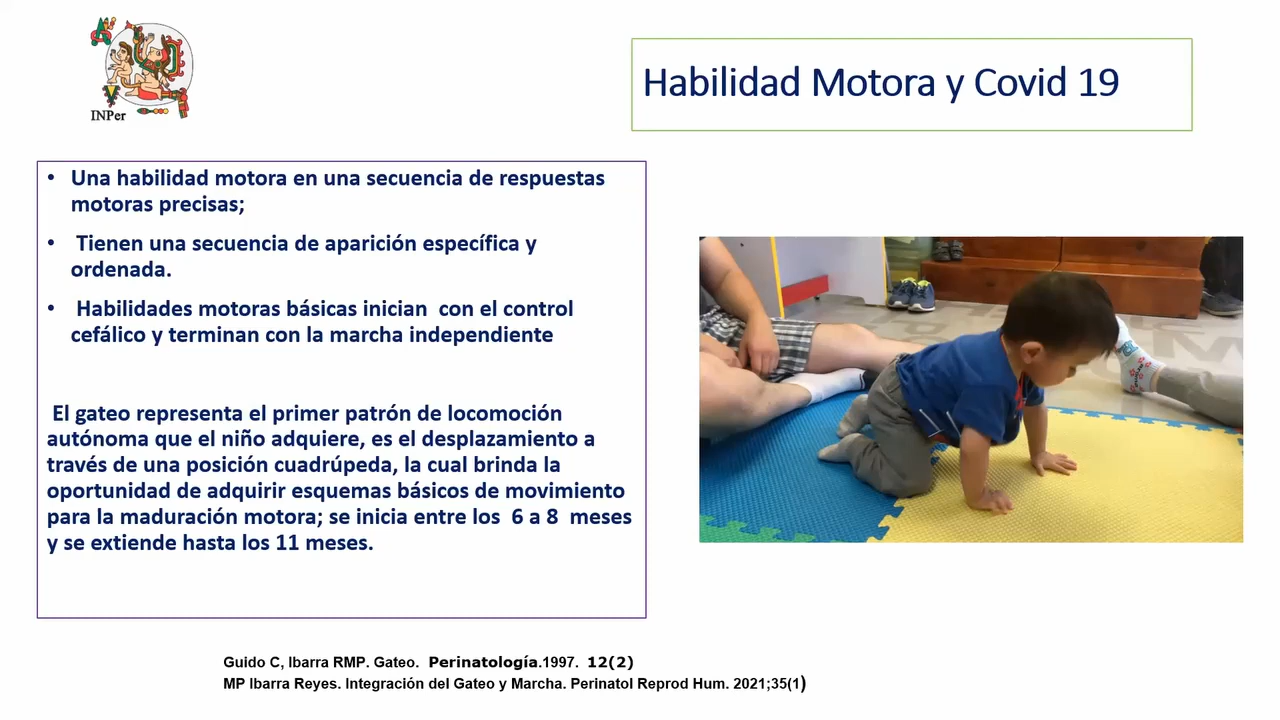 INPer
Habilidad Motora y Covid 19
• Una habilidad motora en una secuencia de respuestas
motoras precisas;
• Tienen una secuencia de aparición específica y
ordenada.
• Habilidades motoras básicas inician con el control
cefálico y terminan con la marcha independiente
El gateo representa el primer patrón de locomoción
autónoma que el niño adquiere, es el desplazamiento a
través de una posición cuadrúpeda, la cual brinda la
oportunidad de adquirir esquemas básicos de movimiento
para la maduración motora; se inicia entre los 6 a 8 meses
y se extiende hasta los 11 meses.
Guido C, Ibarra RMP. Gateo. Perinatología.1997. 12(2)
MP Ibarra Reyes. Integración del Gateo y Marcha. Perinatol Reprod Hum. 2021;35(1)